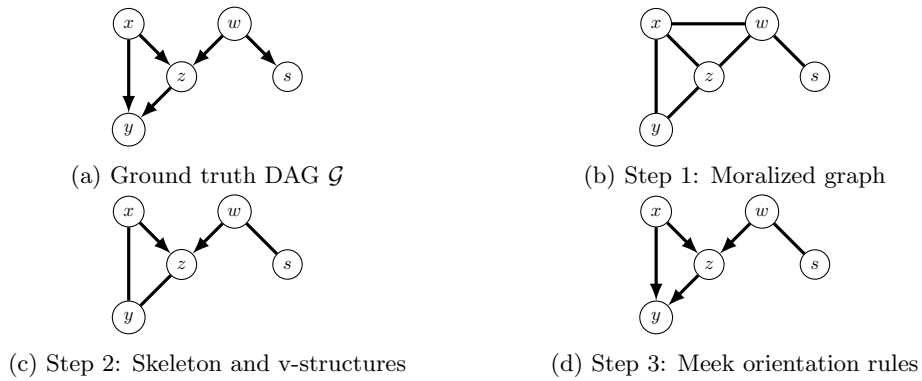 x w x w
z s z s
y y
(a) Ground truth DAG 𝒢 (b) Step 1: Moralized graph
x w x w
z s z s
y y
(c) Step 2: Skeleton and v-structures (d) Step 3: Meek orientation rules